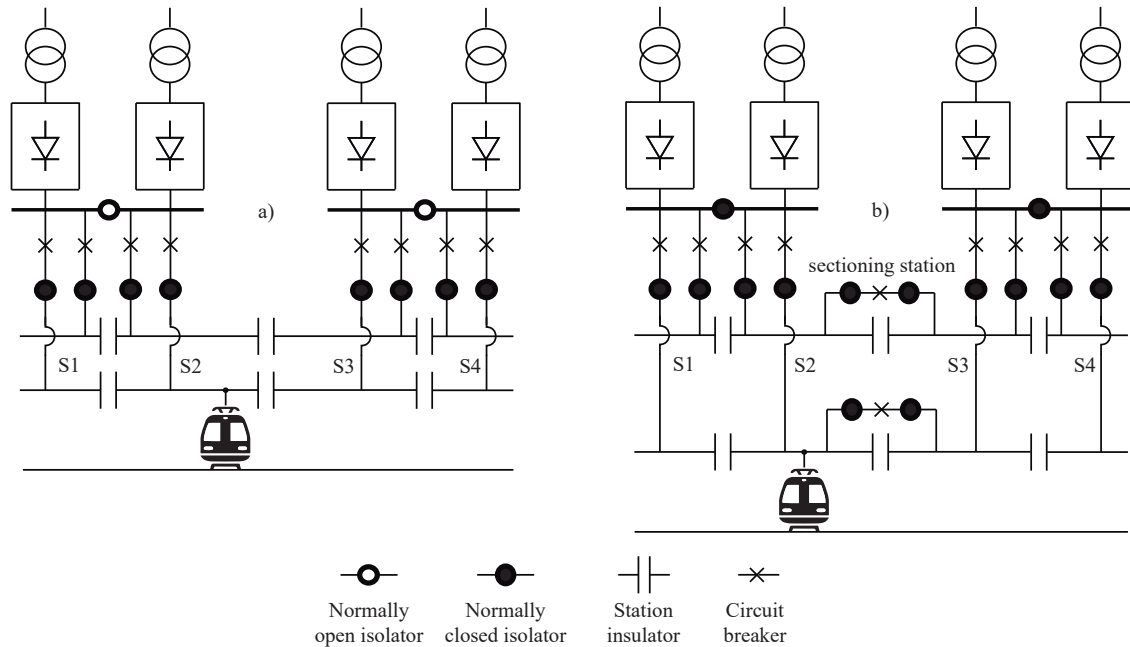 a)
b)
sectioning station
S1
S2
S3
S4
S1
S2
S3
S4
Normally
open isolator
Normally
closed isolator
Station
insulator
Circuit
breaker